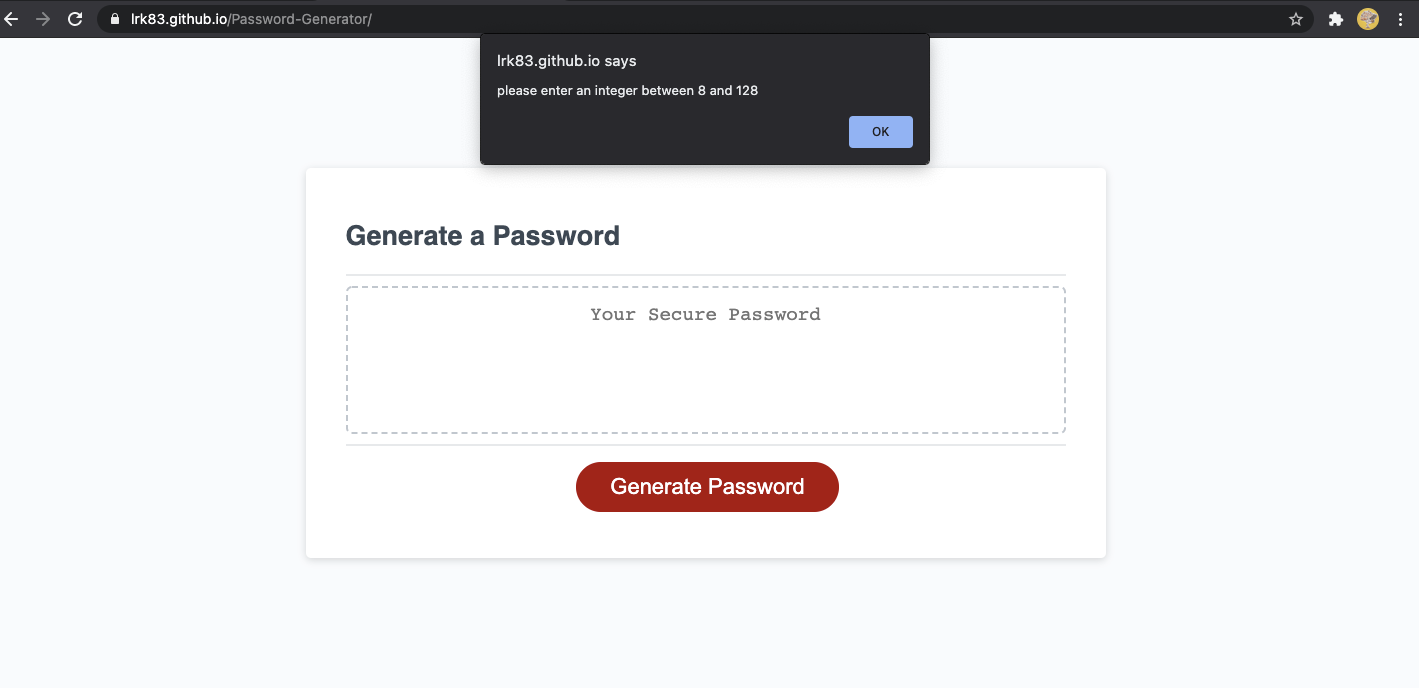 lrk83.github.io/Password-Generator/
lrk83.github.io says
please enter an integer between 8 and 128
OK
Generate a Password
Your Secure Password
Generate Password